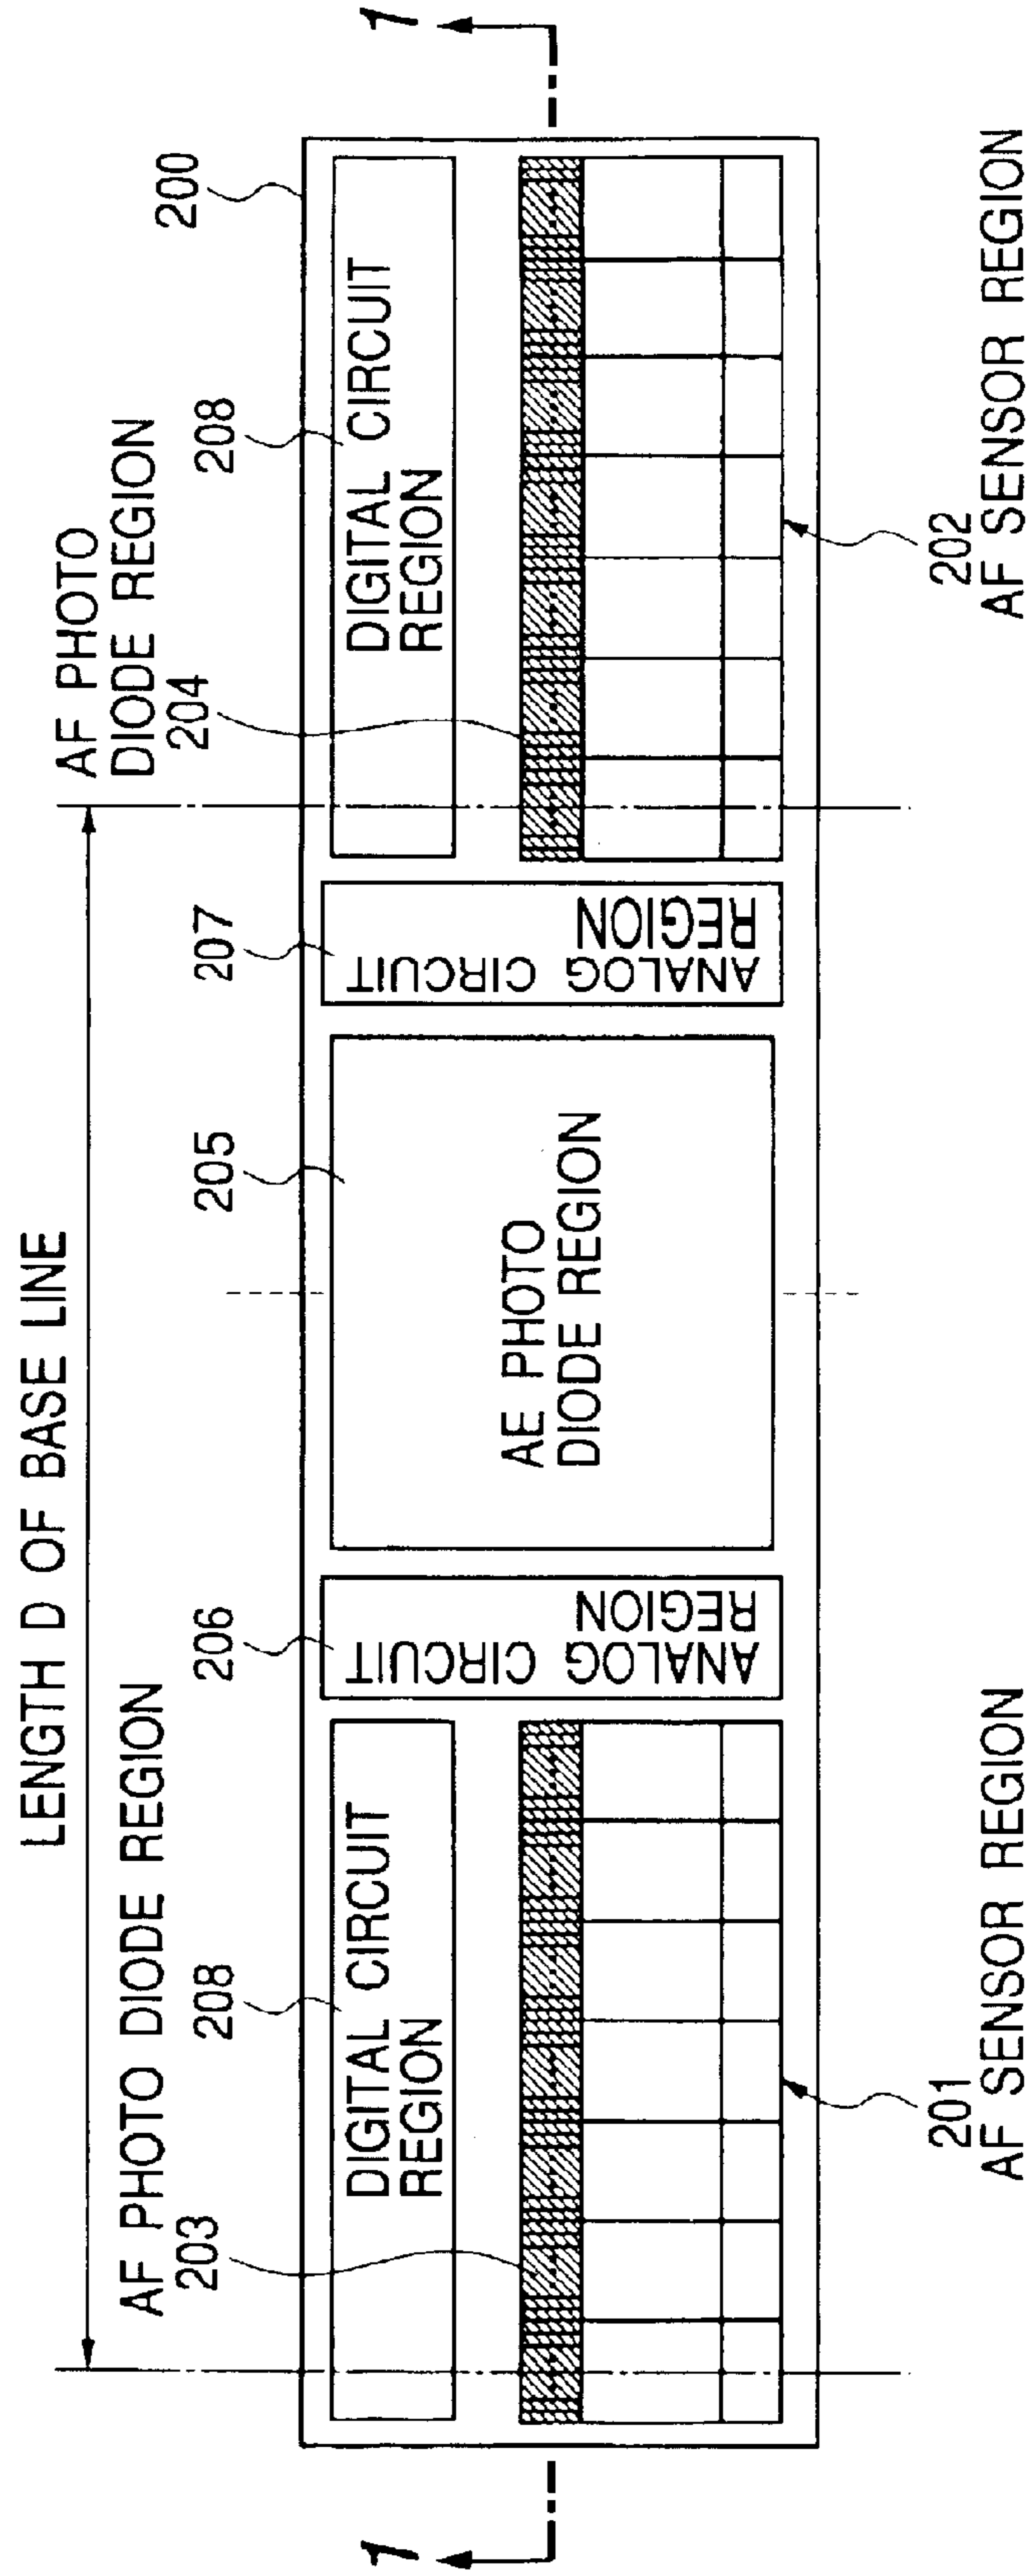 LENGTH D OF BASE LINE
AF PHOTO DIODE REGION
203
208
206
205
207
AF PHOTO
DIODE REGION
204
208
200
DIGITAL CIRCUIT
REGION
ANALOG CIRCUIT
REGION
AE PHOTO
DIODE REGION
ANALOG CIRCUIT
REGION
DIGITAL CIRCUIT
REGION
1
1
201
AF SENSOR REGION
202
AF SENSOR REGION